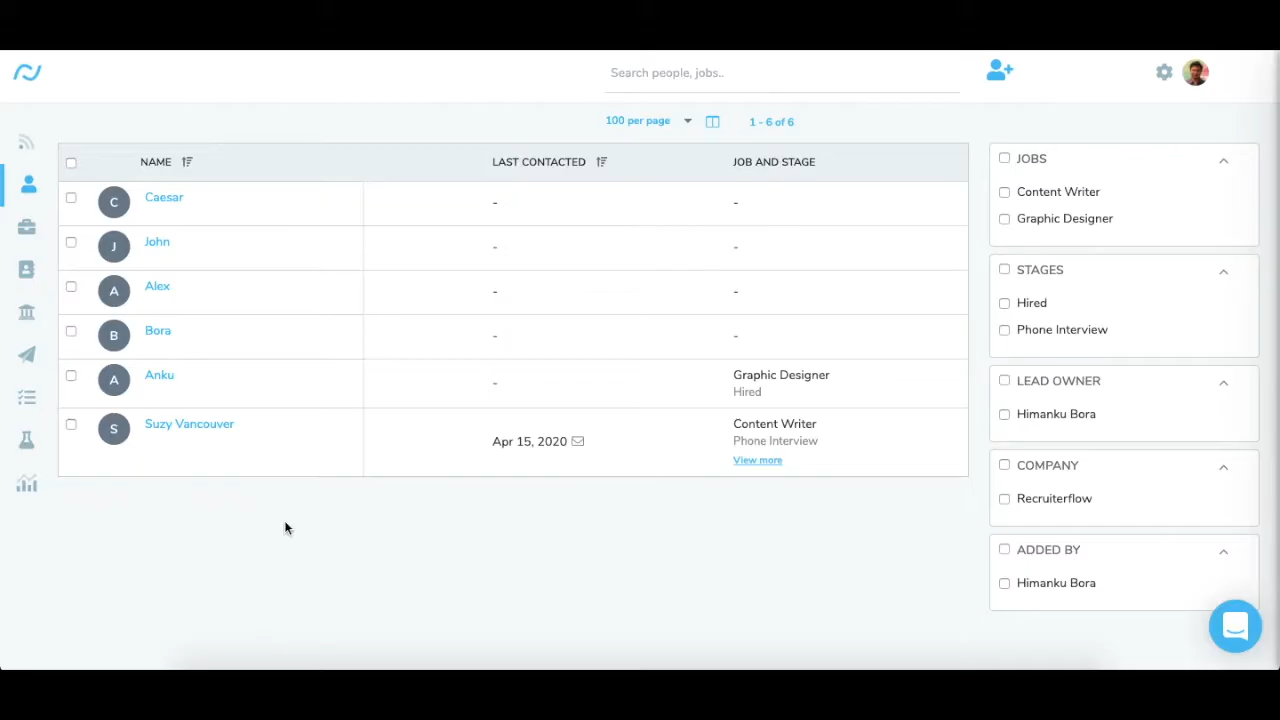 Search people, jobs..
100 per page
1 - 6 of 6
NAME LAST CONTACTED JOB AND STAGE
C Caesar - -
J John - -
A Alex - -
B Bora - -
A Anku - Graphic Designer
Hired
S Suzy Vancouver Apr 15, 2020 Content Writer
Phone Interview
View more
JOBS
Content Writer
Graphic Designer
STAGES
Hired
Phone Interview
LEAD OWNER
Himanku Bora
COMPANY
Recruiterflow
ADDED BY
Himanku Bora